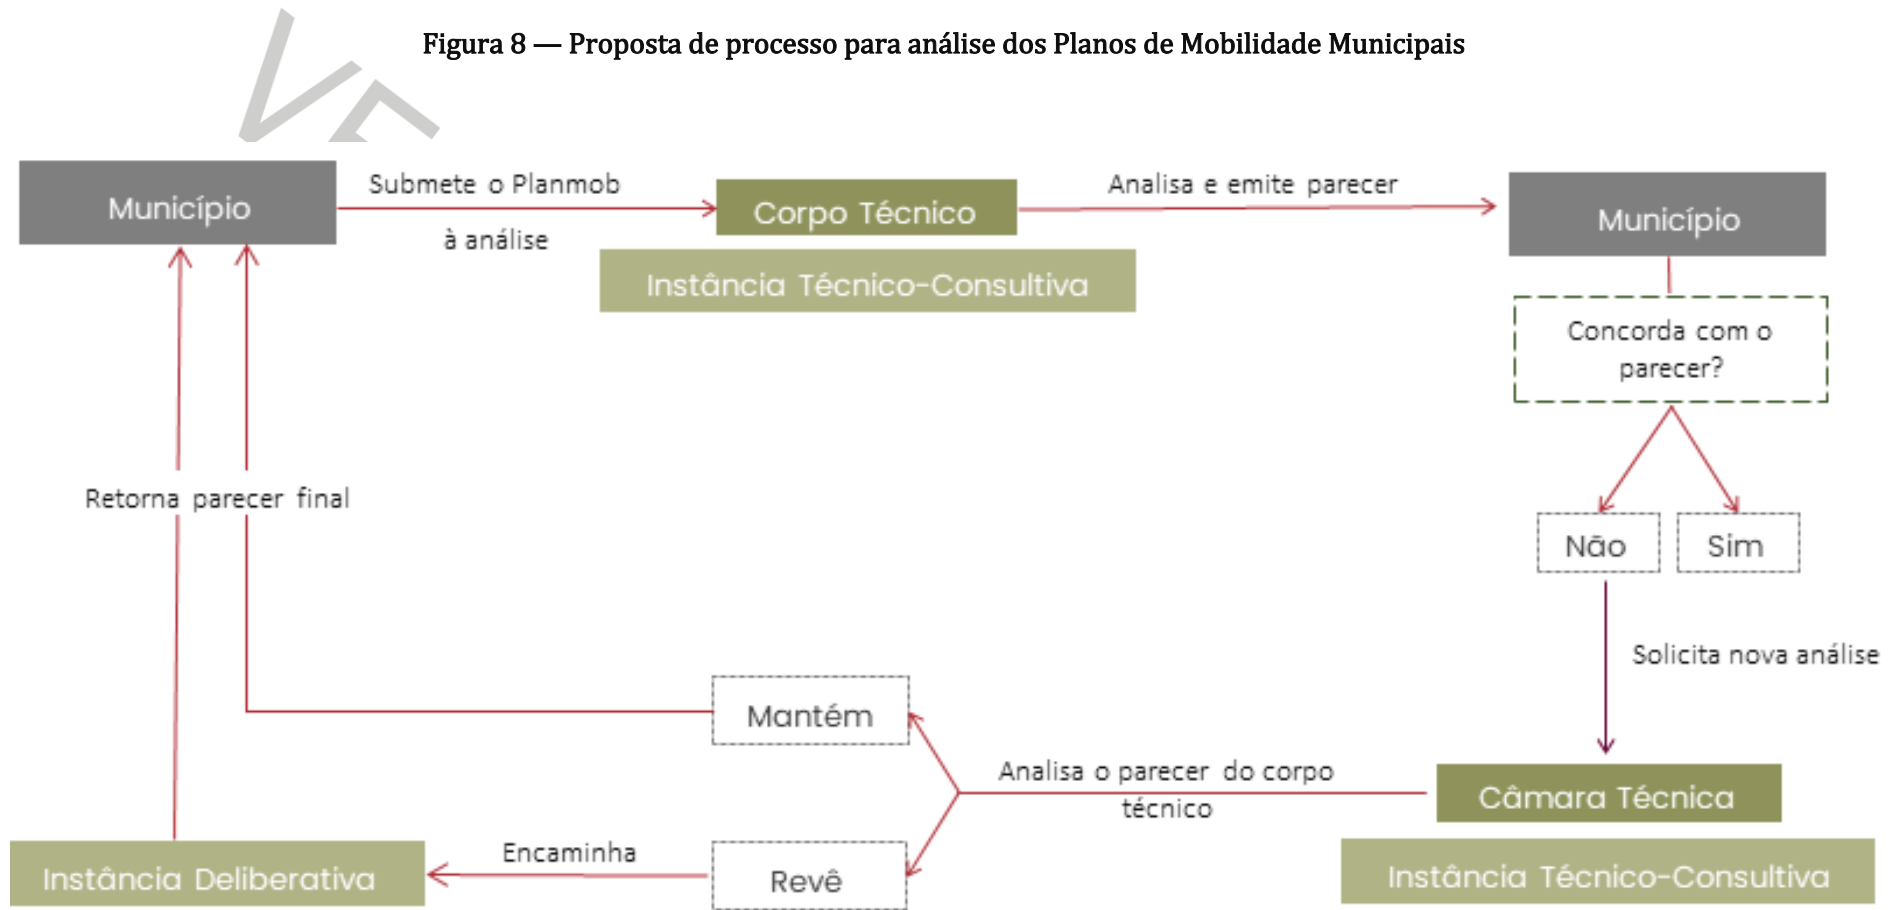 Figura 8 — Proposta de processo para análise dos Planos de Mobilidade Municipais
VE
Município
Submete o Planmob
à análise
Corpo Técnico
Instância Técnico-Consultiva
Analisa e emite parecer
Município
Concorda com o
parecer?
Não
Sim
Solicita nova análise
Retorna parecer final
Mantém
Analisa o parecer do corpo
técnico
Câmara Técnica
Instância Técnico-Consultiva
Revê
Encaminha
Instância Deliberativa